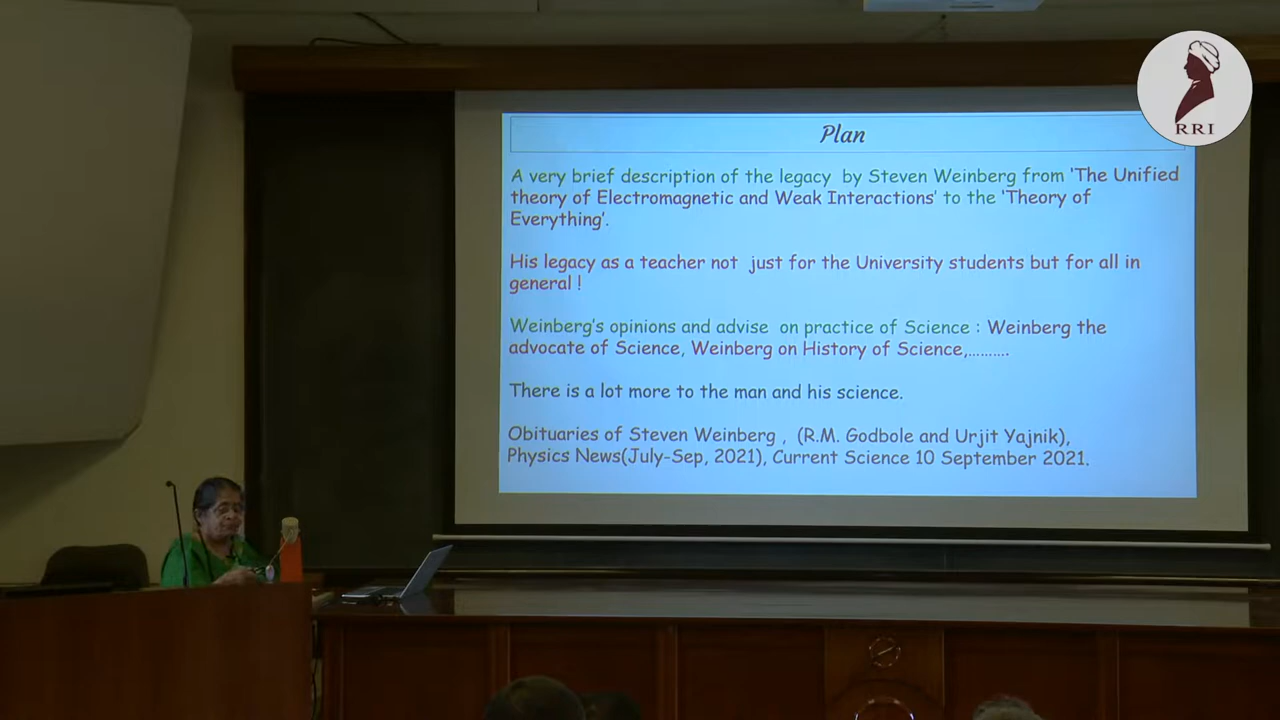 RRI
Plan
A very brief description of the legacy by Steven Weinberg from 'The Unified
theory of Electromagnetic and Weak Interactions' to the 'Theory of
Everything'.
His legacy as a teacher not just for the University students but for all in
general !
Weinberg's opinions and advise on practice of Science : Weinberg the
advocate of Science, Weinberg on History of Science,..........
There is a lot more to the man and his science.
Obituaries of Steven Weinberg , (R.M. Godbole and Urjit Yajnik),
Physics News(July-Sep, 2021), Current Science 10 September 2021.